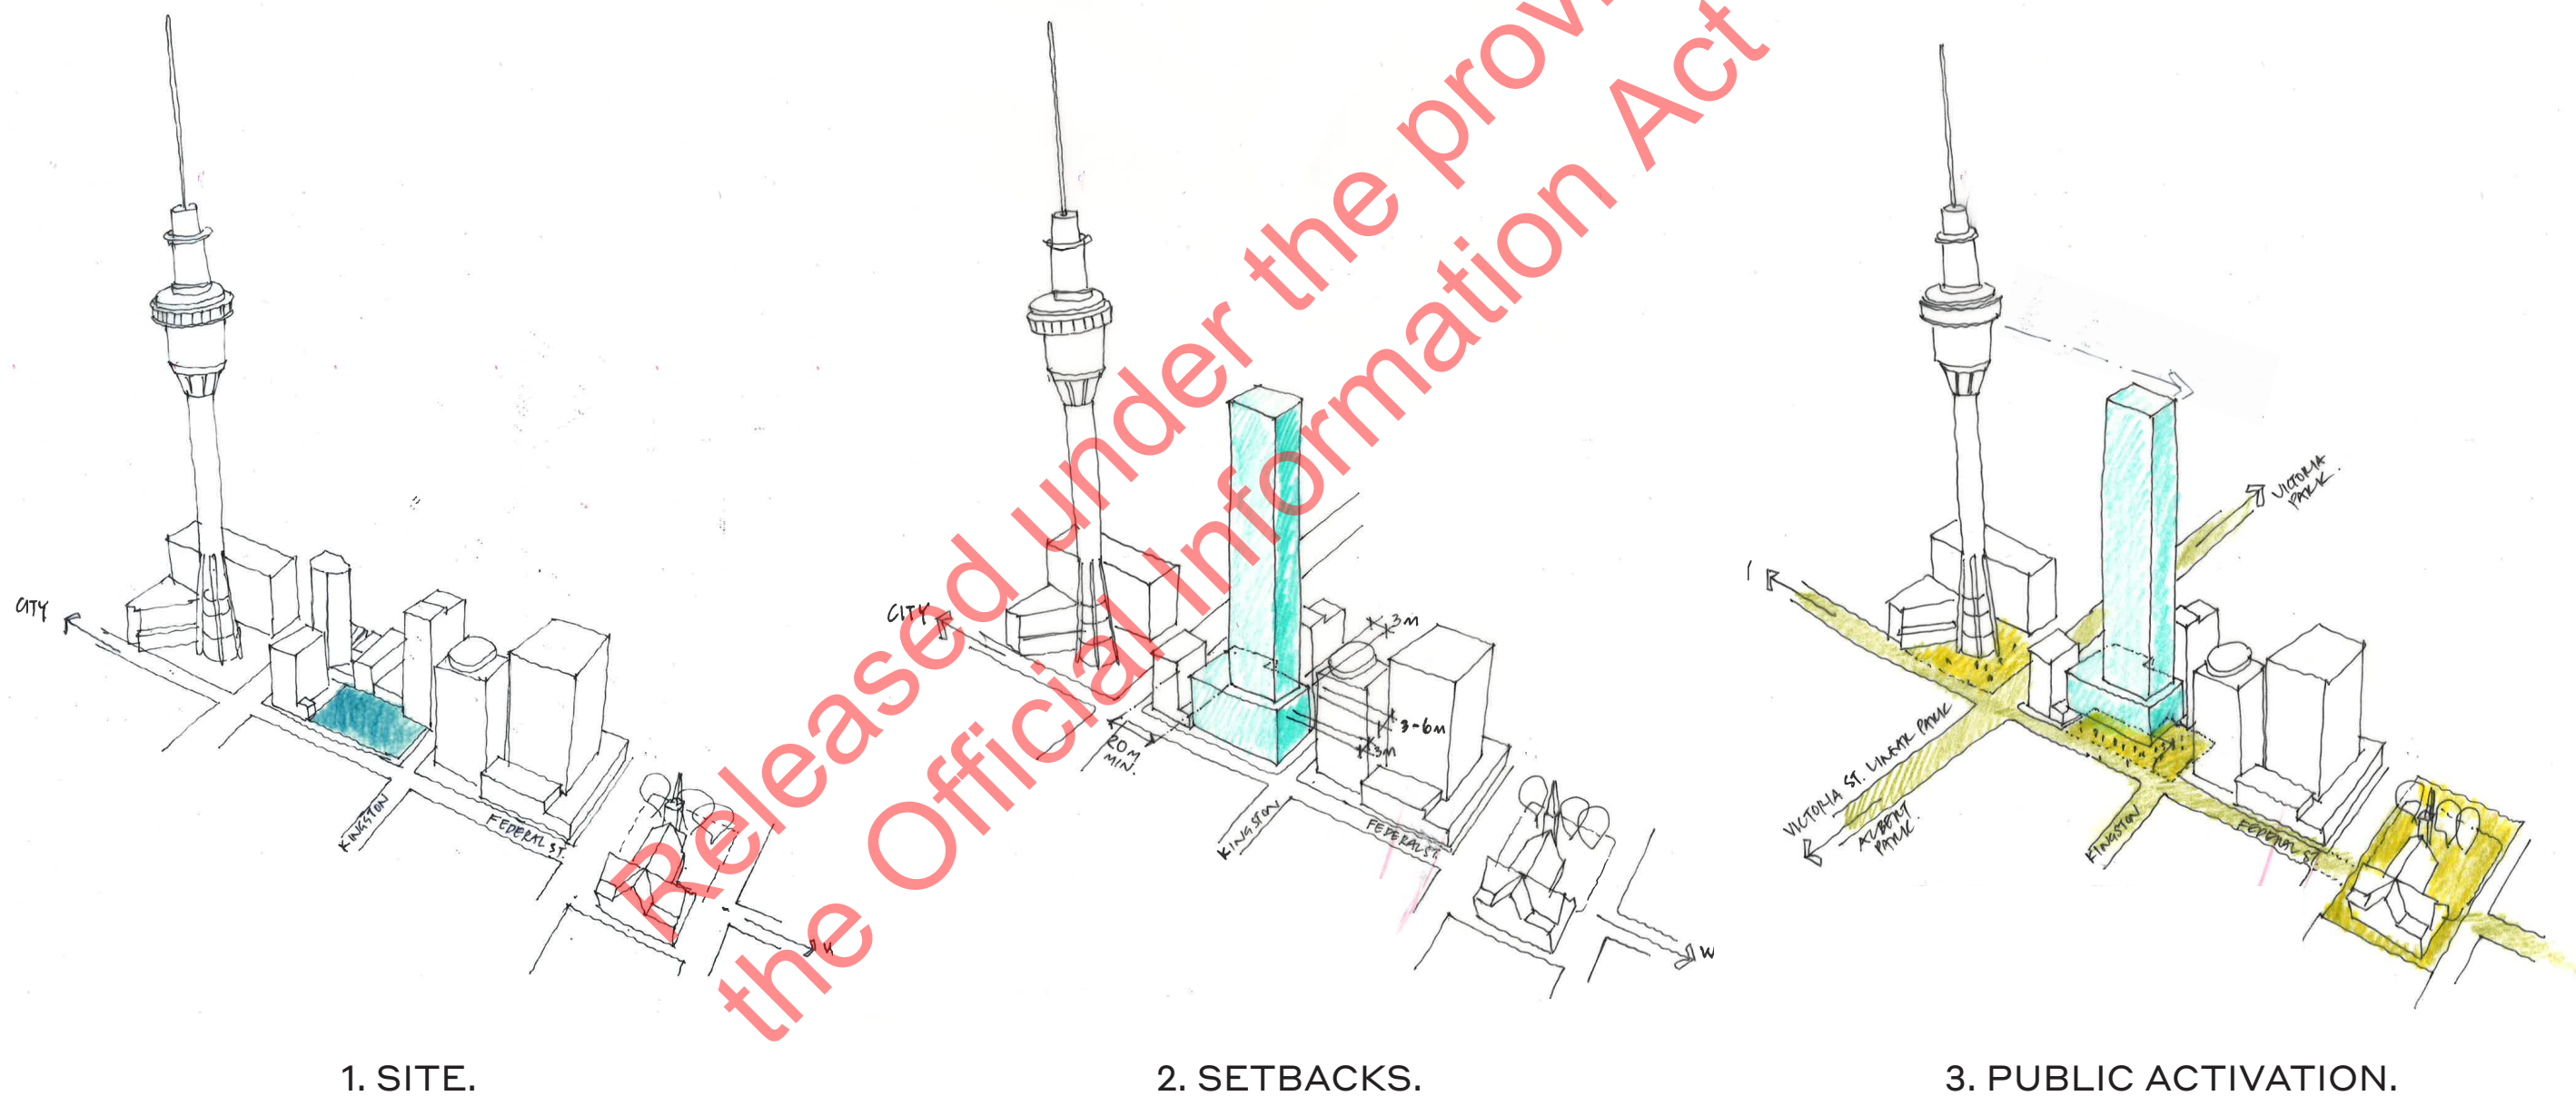 Released under the provi
the Official Information Act
CITY
KINGSTON
FEDERAL ST.
1. SITE.
CITY
20M
MIN.
3M
3-6M
3M
KINGSTON
FEDERAL ST.
W
2. SETBACKS.
VICTORIA
PARK.
VICTORIA ST. LINEAR PARK
ALBERT
PARK.
KINGSTON
FEDERAL ST
3. PUBLIC ACTIVATION.